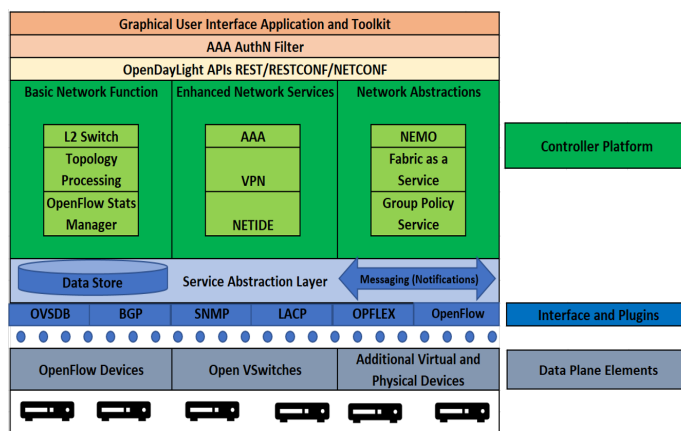 Graphical User Interface Application and Toolkit
AAA AuthN Filter
OpenDayLight APIs REST/RESTCONF/NETCONF
Basic Network Function
Enhanced Network Services
Network Abstractions
L2 Switch
Topology
Processing
OpenFlow Stats
Manager
AAA
VPN
NETIDE
NEMO
Fabric as a
Service
Group Policy
Service
Controller Platform
Data Store
Service Abstraction Layer
Messaging (Notifications)
OVSDB
BGP
SNMP
LACP
OPFLEX
OpenFlow
Interface and Plugins
OpenFlow Devices
Open VSwitches
Additional Virtual and
Physical Devices
Data Plane Elements